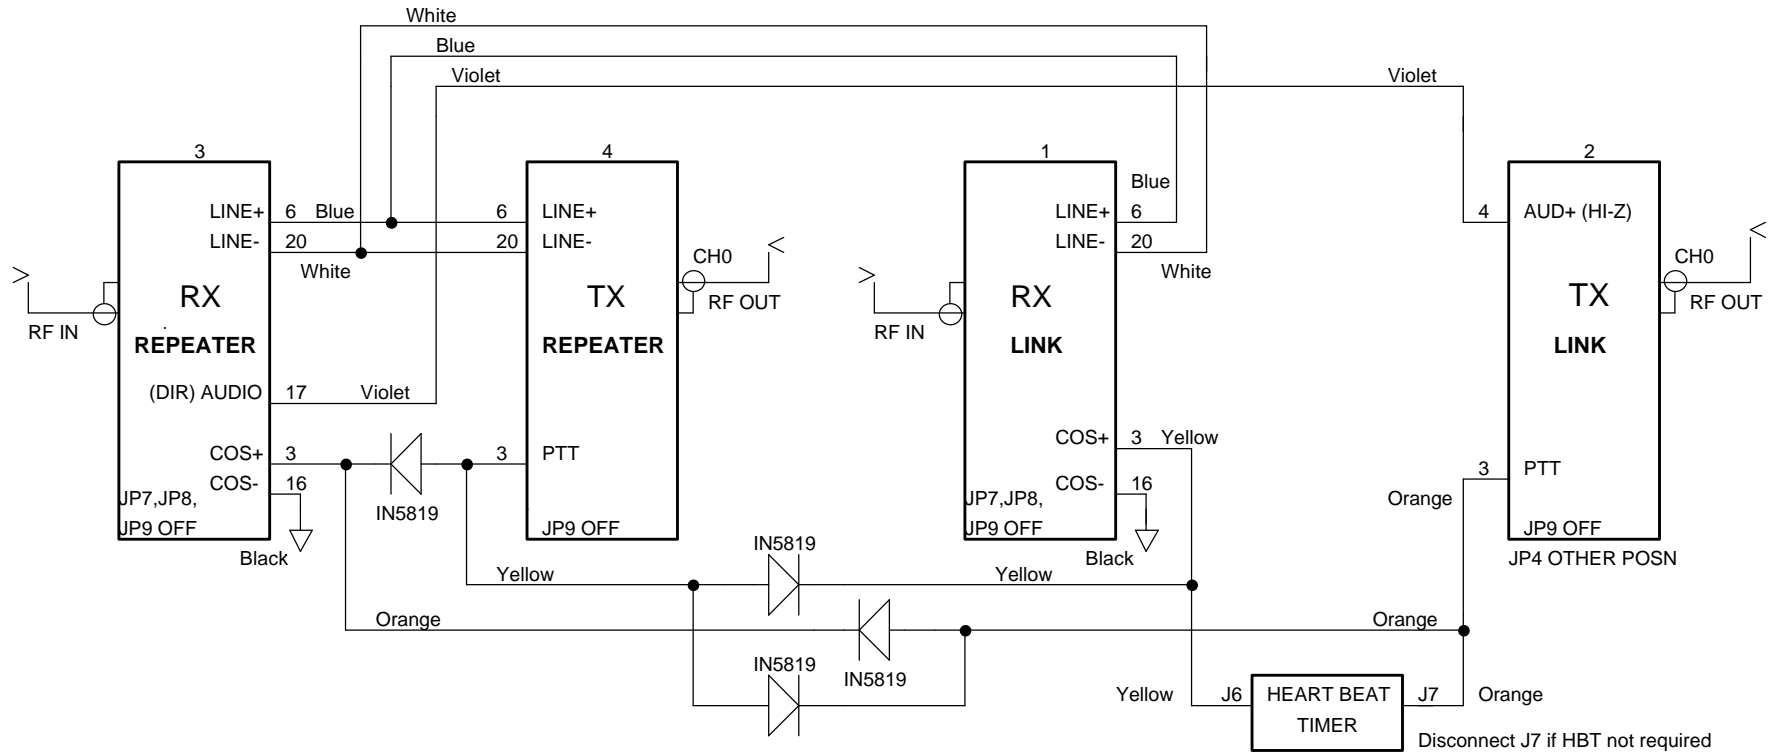 White
Blue
Violet
Violet
3
4
1
2
Blue
LINE+
6
Blue
6
LINE+
LINE+
6
4
AUD+ (HI-Z)
LINE-
20
20
LINE-
LINE-
20
White
CH0
White
CH0
RX
TX
RX
TX
RF OUT
RF OUT
RF IN
RF IN
REPEATER
REPEATER
LINK
LINK
(DIR) AUDIO
17
Violet
COS+
3
3
PTT
COS+
3
Yellow
3
PTT
COS-
16
COS-
16
Orange
JP7,JP8,
JP9 OFF
IN5819
JP9 OFF
JP7,JP8,
JP9 OFF
JP9 OFF
Black
IN5819
Black
JP4 OTHER POSN
Yellow
Yellow
Orange
Orange
IN5819
IN5819
Yellow
J6
HEART BEAT
TIMER
J7
Orange
Disconnect J7 if HBT not required